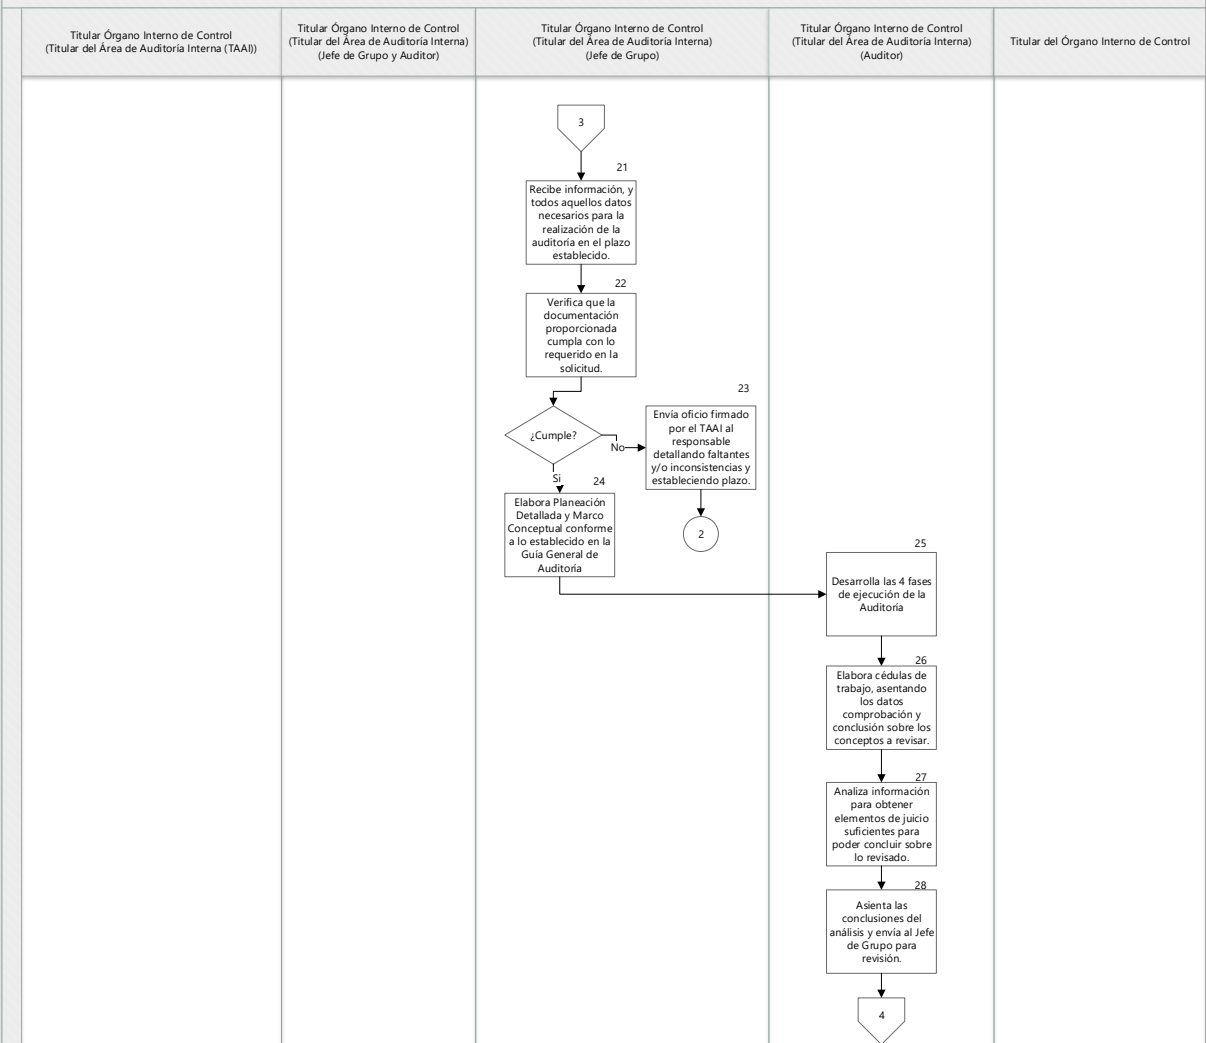 Titular Órgano Interno de Control
(Titular del Área de Auditoría Interna (TAAI))
Titular Órgano Interno de Control
(Titular del Área de Auditoría Interna)
(Jefe de Grupo y Auditor)
Titular Órgano Interno de Control
(Titular del Área de Auditoría Interna)
(Jefe de Grupo)
Titular Órgano Interno de Control
(Titular del Área de Auditoría Interna)
(Auditor)
Titular del Órgano Interno de Control
3
21
Recibe información, y
todos aquellos datos
necesarios para la
realización de la
auditoría en el plazo
establecido.
22
Verifica que la
documentación
proporcionada
cumpla con lo
requerido en la
solicitud.
¿Cumple?
No
23
Envía oficio firmado
por el TAAI al
responsable
detallando faltantes
y/o inconsistencias y
estableciendo plazo.
2
Si
24
Elabora Planeación
Detallada y Marco
Conceptual conforme
a lo establecido en la
Guía General de
Auditoría
25
Desarrolla las 4 fases
de ejecución de la
Auditoría
26
Elabora cédulas de
trabajo, asentando
los datos
comprobación y
conclusión sobre los
conceptos a revisar.
27
Analiza información
para obtener
elementos de juicio
suficientes para
poder concluir sobre
lo revisado.
28
Asienta las
conclusiones del
análisis y envía al Jefe
de Grupo para
revisión.
4